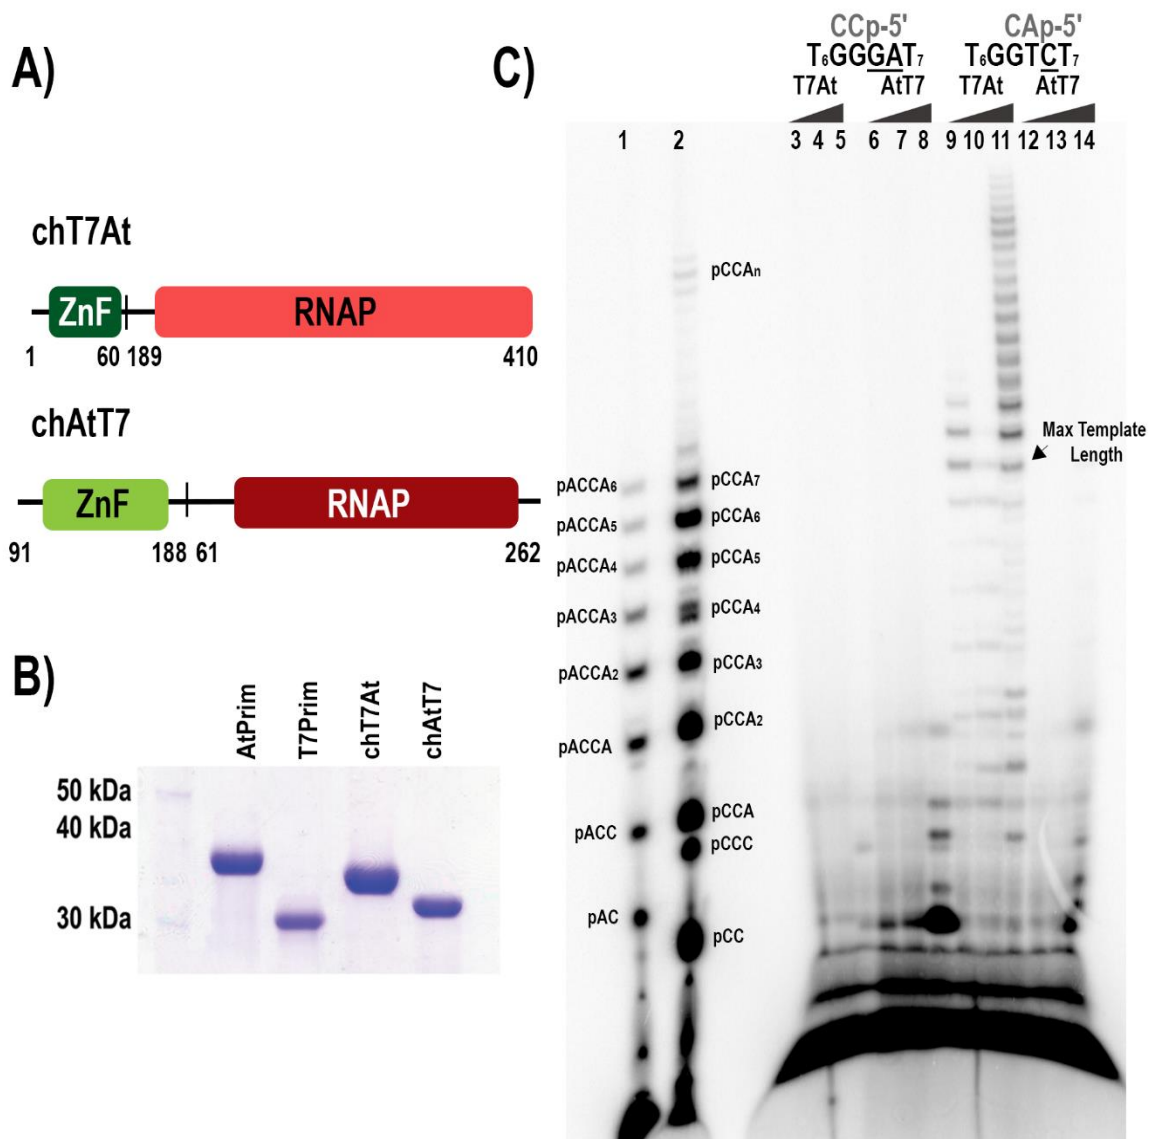 A)
chT7At
ZnF
RNAP
1
60
189
410
chAtT7
ZnF
RNAP
91
188
61
262
B)
AtPrim
T7Prim
chT7At
chAtT7
50 kDa
40 kDa
30 kDa
C)
CCp-5' CAp-5'
T₆GGGAT₇ T₆GGTCT₇
T7At AtT7 T7At AtT7
1 2 3 4 5 6 7 8 9 10 11 12 13 14
pACCA₆
pACCA₅
pACCA₄
pACCA₃
pACCA₂
pACCA
pACC
pAC
pCCAn
pCCA₇
pCCA₆
pCCA₅
pCCA₄
pCCA₃
pCCA₂
pCCA
pCCC
pCC
Max Template
Length